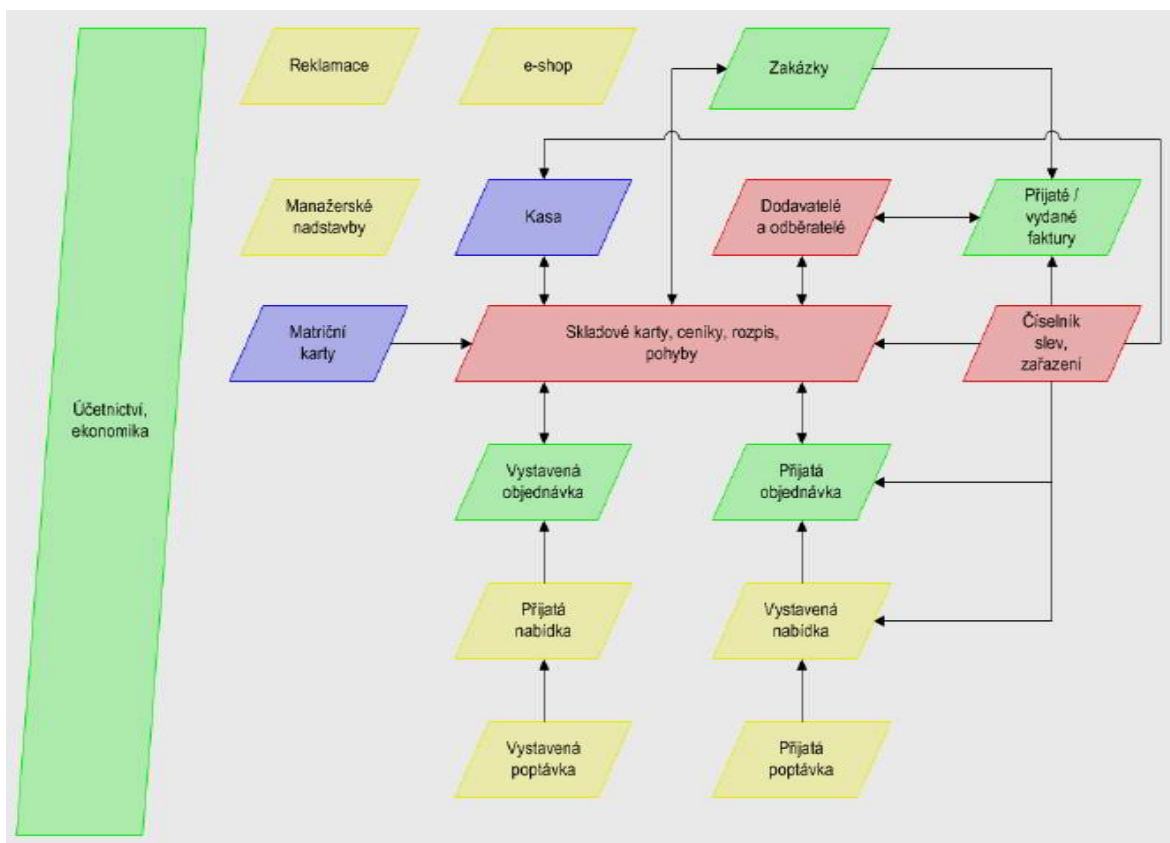 Reklamace
e-shop
Zakázky
Manažerské
nadstavby
Kasa
Dodavatelé
a odběratelé
Přijaté /
vydané
faktury
Matriční
karty
Skladové karty, ceníky, rozpis,
pohyby
Číselník
slev,
zařazení
Účetnictví,
ekonomika
Vystavená
objednávka
Přijatá
objednávka
Přijatá
nabídka
Vystavená
nabídka
Vystavená
poptávka
Přijatá
poptávka